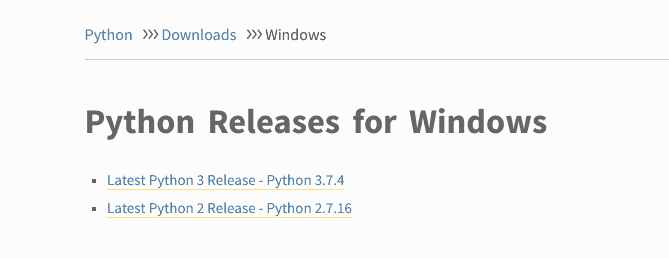 Python >>> Downloads >>> Windows
Python Releases for Windows
Latest Python 3 Release - Python 3.7.4
Latest Python 2 Release - Python 2.7.16